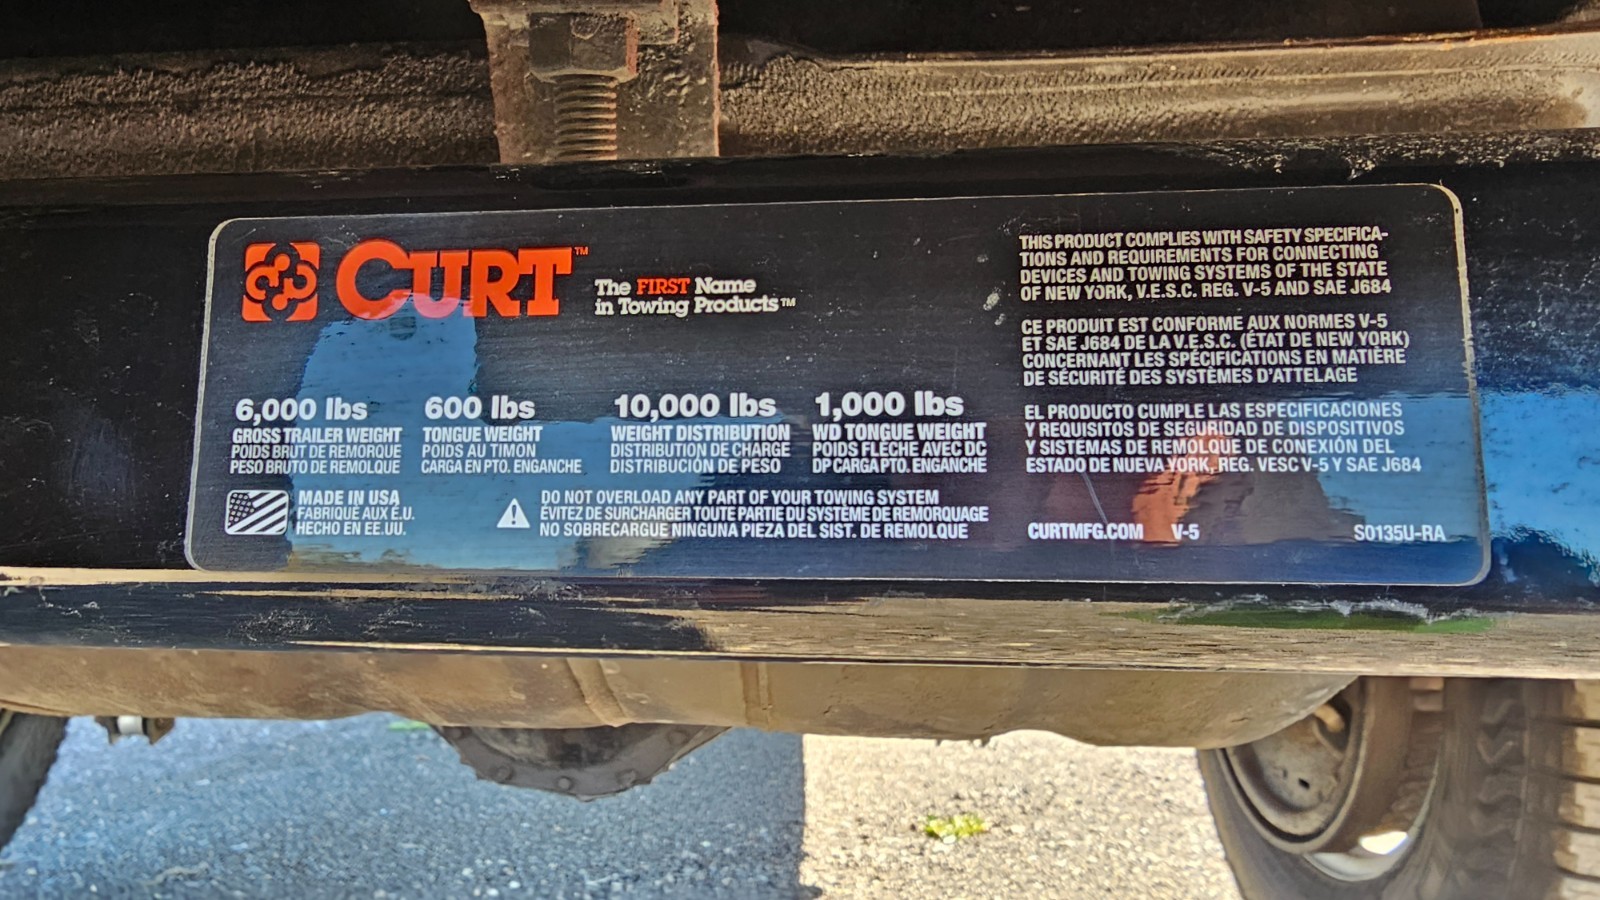 CURT™
The FIRST Name
in Towing Products™
6,000 lbs
GROSS TRAILER WEIGHT
POIDS BRUT DE REMORQUE
PESO BRUTO DE REMOLQUE
600 lbs
TONGUE WEIGHT
POIDS AU TIMON
CARGA EN PTO. ENGANCHE
10,000 lbs
WEIGHT DISTRIBUTION
DISTRIBUTION DE CHARGE
DISTRIBUCIÓN DE PESO
1,000 lbs
WD TONGUE WEIGHT
POIDS FLECHE AVEC DC
DP CARGA PTO. ENGANCHE
MADE IN USA
FABRIQUE AUX E.U.
HECHO EN EE.UU.
DO NOT OVERLOAD ANY PART OF YOUR TOWING SYSTEM
ÉVITEZ DE SURCHARGER TOUTE PARTIE DU SYSTÈME DE REMORQUAGE
NO SOBRECARGUE NINGUNA PIEZA DEL SIST. DE REMOLQUE
THIS PRODUCT COMPLIES WITH SAFETY SPECIFICA-
TIONS AND REQUIREMENTS FOR CONNECTING
DEVICES AND TOWING SYSTEMS OF THE STATE
OF NEW YORK, V.E.S.C. REG. V-5 AND SAE J684
CE PRODUIT EST CONFORME AUX NORMES V-5
ET SAE J684 DE LA V.E.S.C. (ÉTAT DE NEW YORK)
CONCERNANT LES SPÉCIFICATIONS EN MATIÈRE
DE SÉCURITÉ DES SYSTÈMES D'ATTELAGE
EL PRODUCTO CUMPLE LAS ESPECIFICACIONES
Y REQUISITOS DE SEGURIDAD DE DISPOSITIVOS
Y SISTEMAS DE REMOLQUE DE CONEXIÓN DEL
ESTADO DE NUEVA YORK, REG. VESC V-5 Y SAE J684
CURTMFG.COM V-5 S0135U-RA